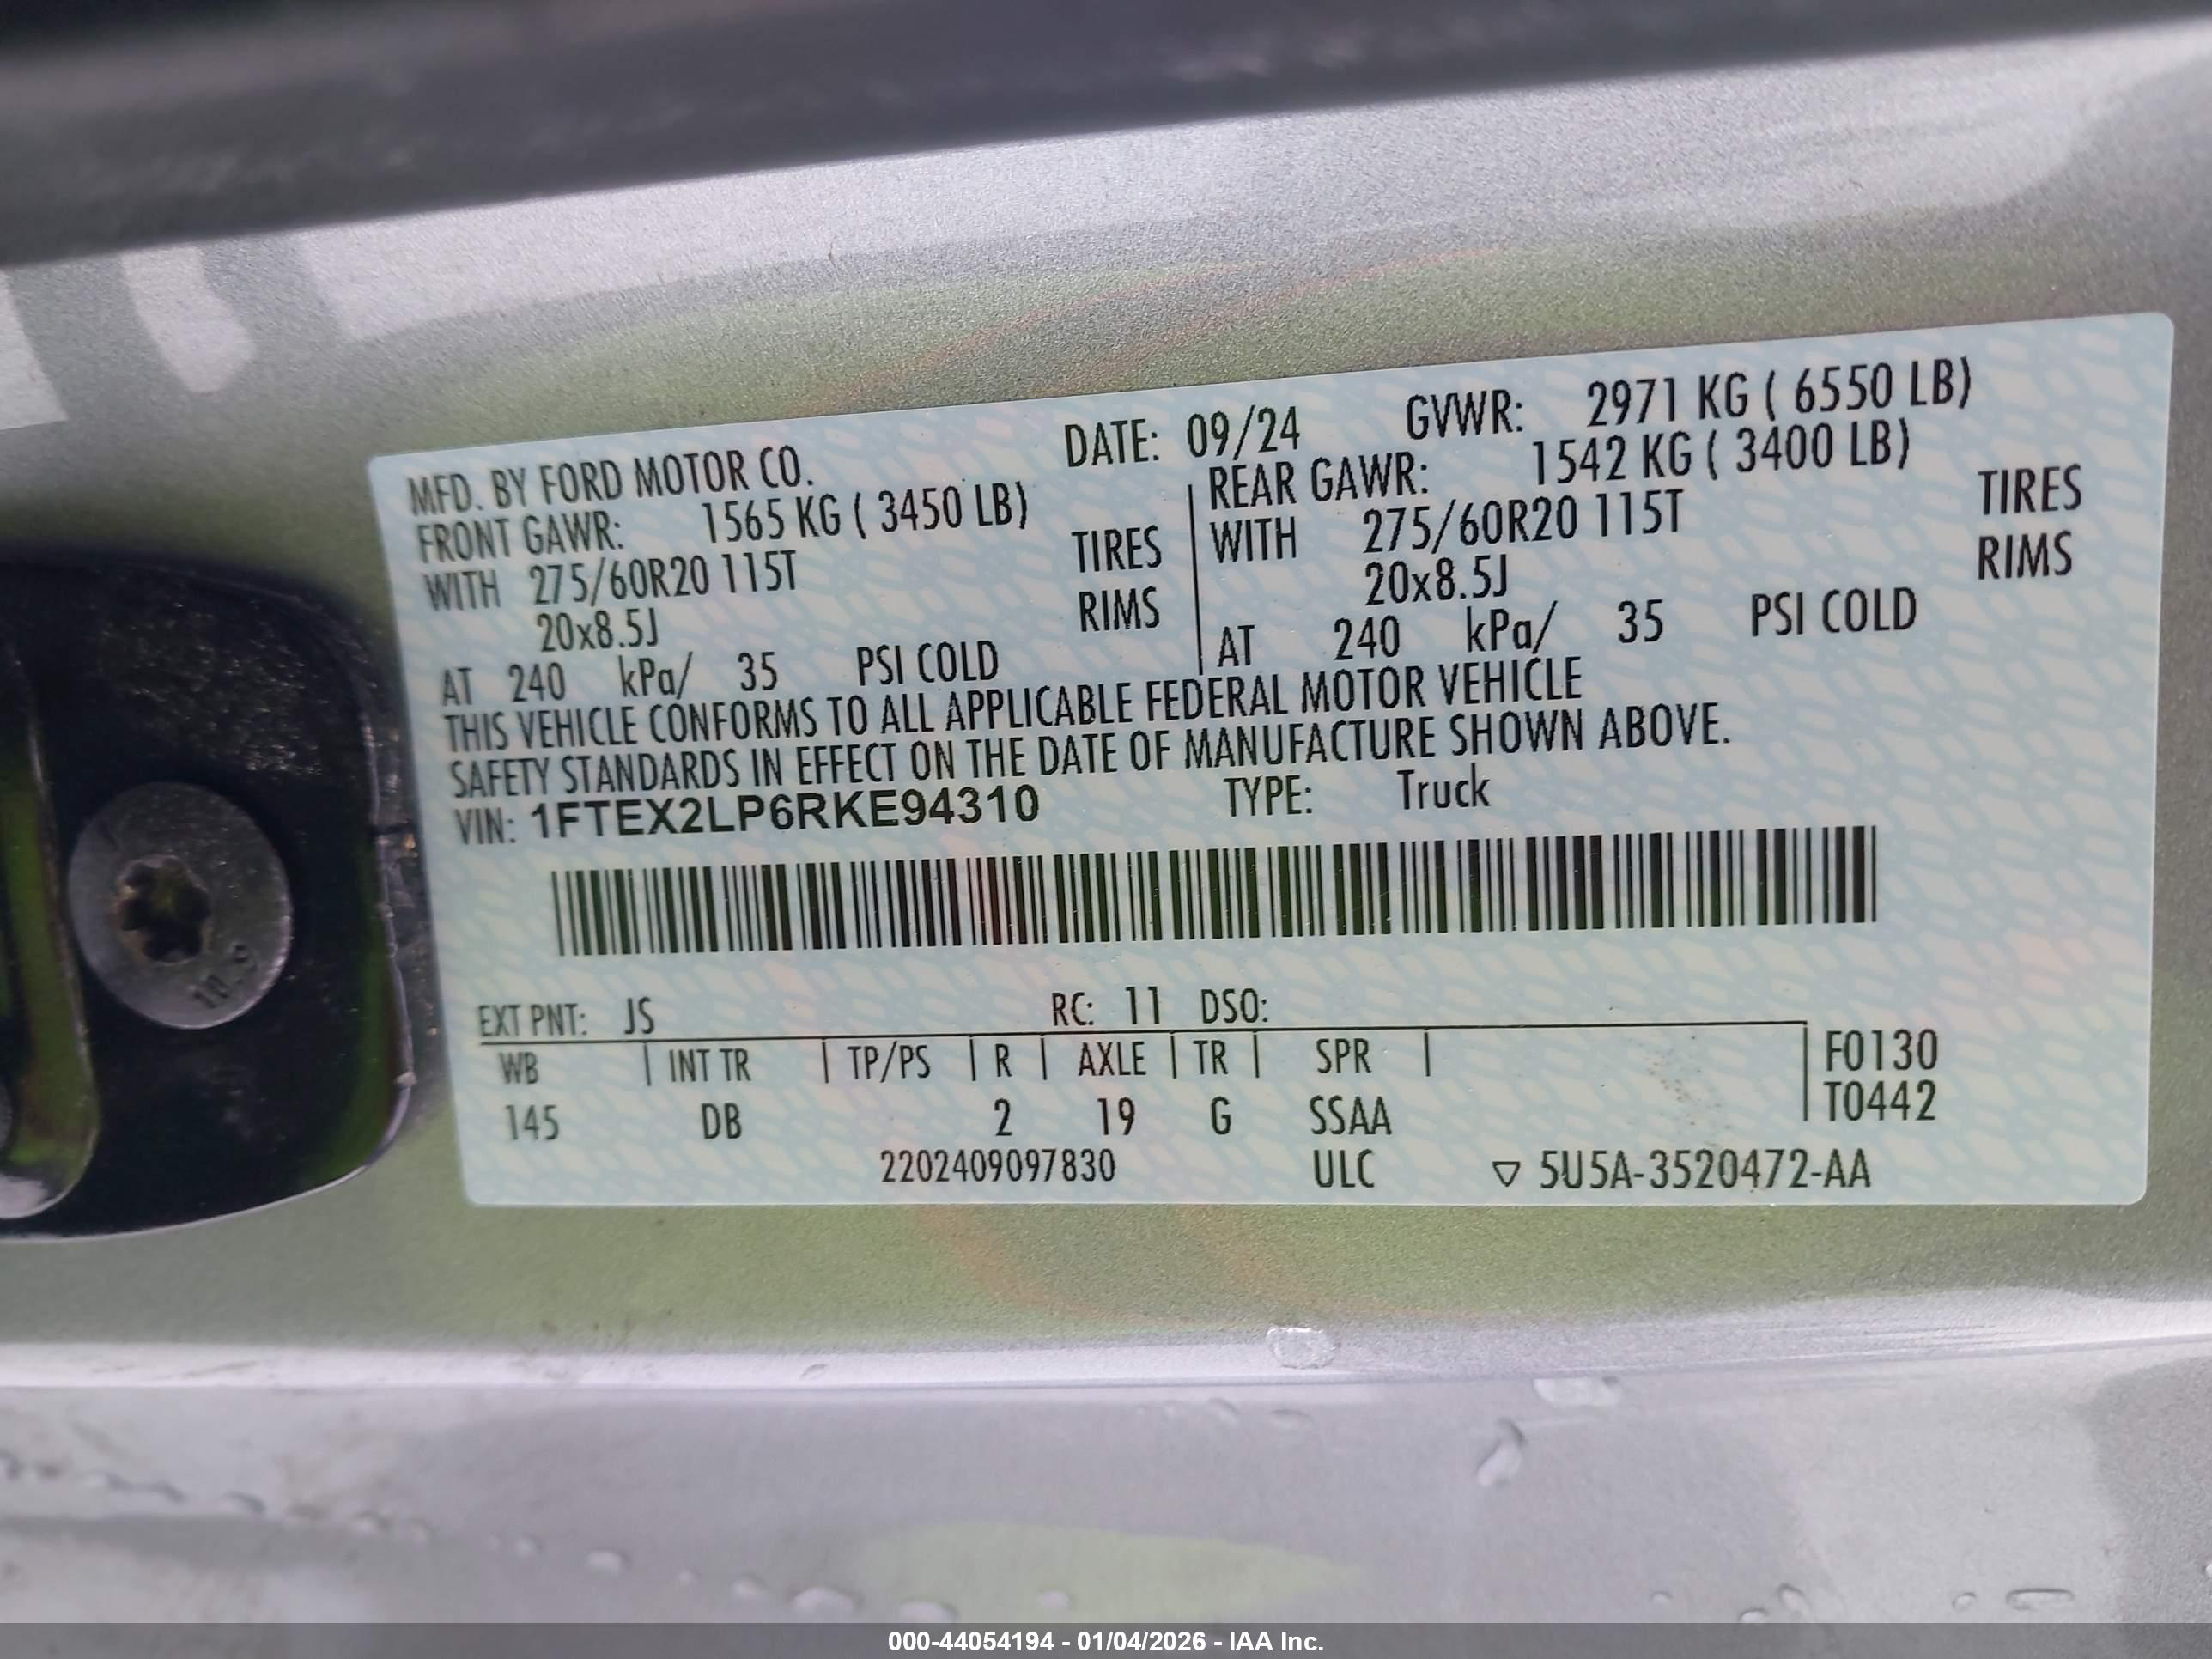 MFD. BY FORD MOTOR CO. DATE: 09/24 GVWR: 2971 KG ( 6550 LB)
FRONT GAWR: 1565 KG ( 3450 LB) REAR GAWR: 1542 KG ( 3400 LB)
WITH 275/60R20 115T TIRES WITH 275/60R20 115T TIRES
20x8.5J RIMS 20x8.5J RIMS
AT 240 kPa/ 35 PSI COLD AT 240 kPa/ 35 PSI COLD
THIS VEHICLE CONFORMS TO ALL APPLICABLE FEDERAL MOTOR VEHICLE
SAFETY STANDARDS IN EFFECT ON THE DATE OF MANUFACTURE SHOWN ABOVE.
VIN: 1FTEX2LP6RKE94310 TYPE: Truck
EXT PNT: JS RC: 11 DSO:
WB | INT TR | TP/PS | R | AXLE | TR | SPR | F0130
145 DB 2 19 G SSAA T0442
2202409097830 ULC ▽ 5U5A-3520472-AA
10.9
000-44054194 - 01/04/2026 - IAA Inc.